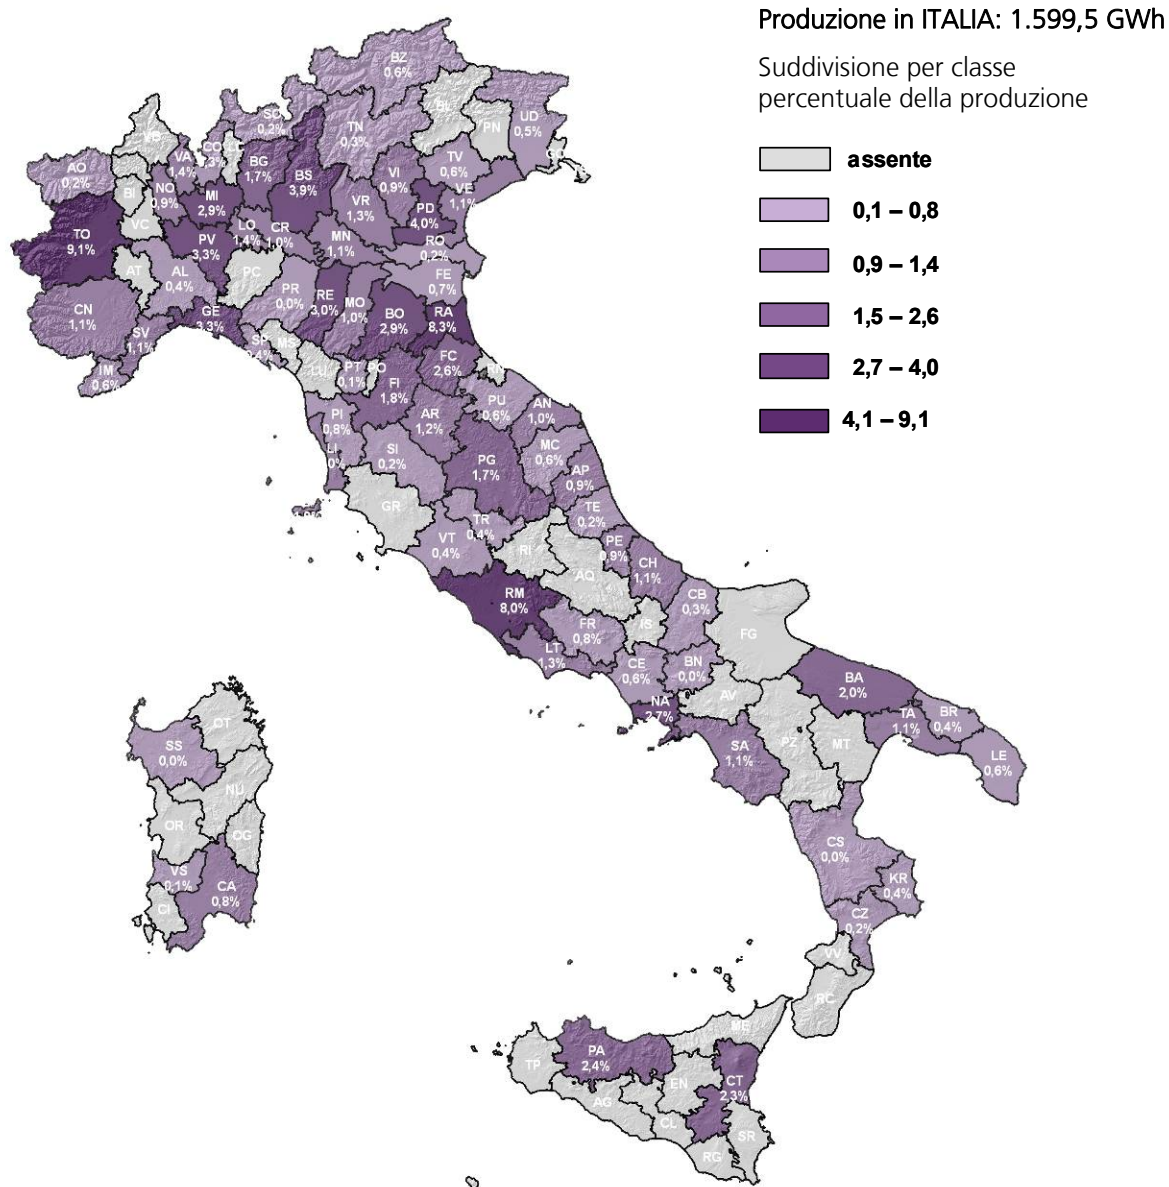 Produzione in ITALIA: 1.599,5 GWh
Suddivisione per classe
percentuale della produzione
assente
0,1 – 0,8
0,9 – 1,4
1,5 – 2,6
2,7 – 4,0
4,1 – 9,1
BZ
0,6%
SO
0,2%
TN
0,3%
BL
PN
UD
0,5%
VB
AO
0,2%
VA
1,4%
CO
BG
1,7%
BS
3,9%
VI
0,9%
TV
0,6%
VE
1,1%
BI
NO
0,9%
MI
2,9%
VR
1,3%
PD
4,0%
VC
TO
9,1%
PV
3,3%
LO
1,4%
CR
1,0%
MN
1,1%
RO
0,2%
AT
AL
0,4%
PC
PR
0,0%
RE
3,0%
MO
1,0%
FE
0,7%
CN
1,1%
GE
3,3%
BO
2,9%
RA
8,3%
SV
1,1%
SP
MS
IM
0,6%
LU
PT
0,1%
PO
FI
1,8%
FC
2,6%
RN
PU
0,6%
AN
1,0%
PI
0,8%
AR
1,2%
LI
SI
0,2%
MC
0,6%
PG
1,7%
AP
0,9%
GR
TE
0,2%
TR
0,4%
VT
0,4%
RI
PE
0,9%
AQ
CH
1,1%
RM
8,0%
CB
0,3%
FR
0,8%
IS
FG
LT
1,3%
CE
0,6%
BN
0,0%
AV
NA
2,7%
BA
2,0%
TA
1,1%
BR
0,4%
SA
1,1%
PZ
MT
LE
0,6%
OT
SS
0,0%
NU
OR
OG
VS
0,1%
CA
0,8%
CI
CS
0,0%
KR
0,4%
CZ
0,2%
VV
RC
ME
PA
2,4%
TP
EN
CT
2,3%
AG
CL
SR
RG